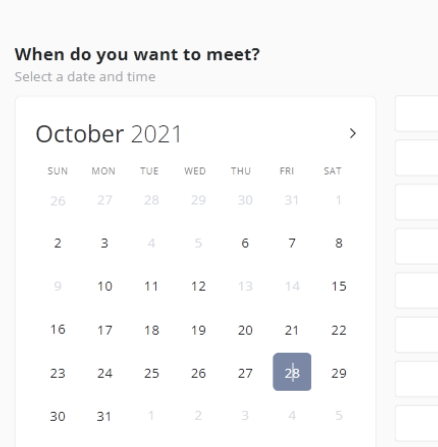 When do you want to meet?
Select a date and time
October 2021
SUN MON TUE WED THU FRI SAT
26 27 28 29 30 31 1
2 3 4 5 6 7 8
9 10 11 12 13 14 15
16 17 18 19 20 21 22
23 24 25 26 27 28 29
30 31 1 2 3 4 5